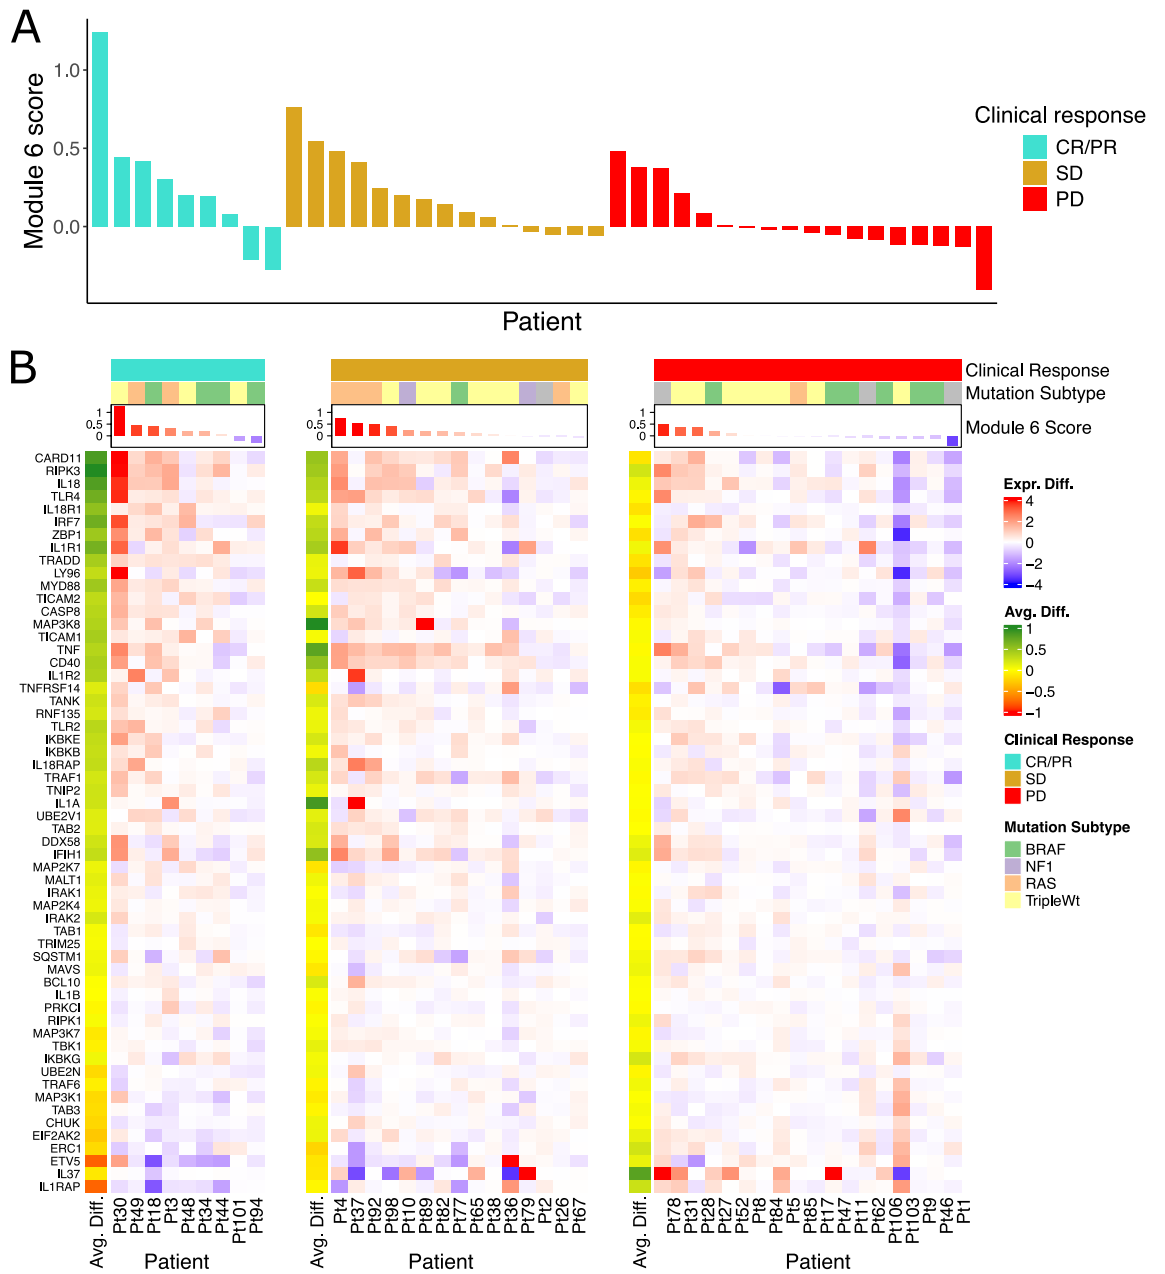 A
Module 6 score
1.0
0.5
0.0
Patient
Clinical response
CR/PR
SD
PD
B
Clinical Response
Mutation Subtype
Module 6 Score
1
0.5
0
1
0.5
0
1
0.5
0
CARD11
RIPK3
IL18
TLR4
IL18R1
IRF7
ZBP1
IL1R1
TRADD
LY96
MYD88
TICAM2
CASP8
MAP3K8
TICAM1
TNF
CD40
IL1R2
TNFRSF14
TANK
RNF135
TLR2
IKBKE
IKBKB
IL18RAP
TRAF1
TNIP2
IL1A
UBE2V1
TAB2
DDX58
IFIH1
MAP2K7
MALT1
IRAK1
MAP2K4
IRAK2
TAB1
TRIM25
SQSTM1
MAVS
BCL10
IL1B
PRKCI
RIPK1
MAP3K7
TBK1
IKBKG
UBE2N
TRAF6
MAP3K1
TAB3
CHUK
EIF2AK2
ERC1
ETV5
IL37
IL1RAP
Avg. Diff.
Pt30
Pt49
Pt18
Pt3
Pt48
Pt34
Pt44
Pt101
Pt94
Patient
Avg. Diff.
Pt4
Pt37
Pt92
Pt98
Pt10
Pt89
Pt82
Pt77
Pt65
Pt38
Pt36
Pt79
Pt2
Pt26
Pt67
Patient
Avg. Diff.
Pt78
Pt31
Pt28
Pt27
Pt52
Pt8
Pt84
Pt5
Pt85
Pt17
Pt47
Pt11
Pt62
Pt106
Pt103
Pt9
Pt46
Pt1
Patient
Expr. Diff.
4
2
0
−2
−4
Avg. Diff.
1
0.5
0
−0.5
−1
Clinical Response
CR/PR
SD
PD
Mutation Subtype
BRAF
NF1
RAS
TripleWt